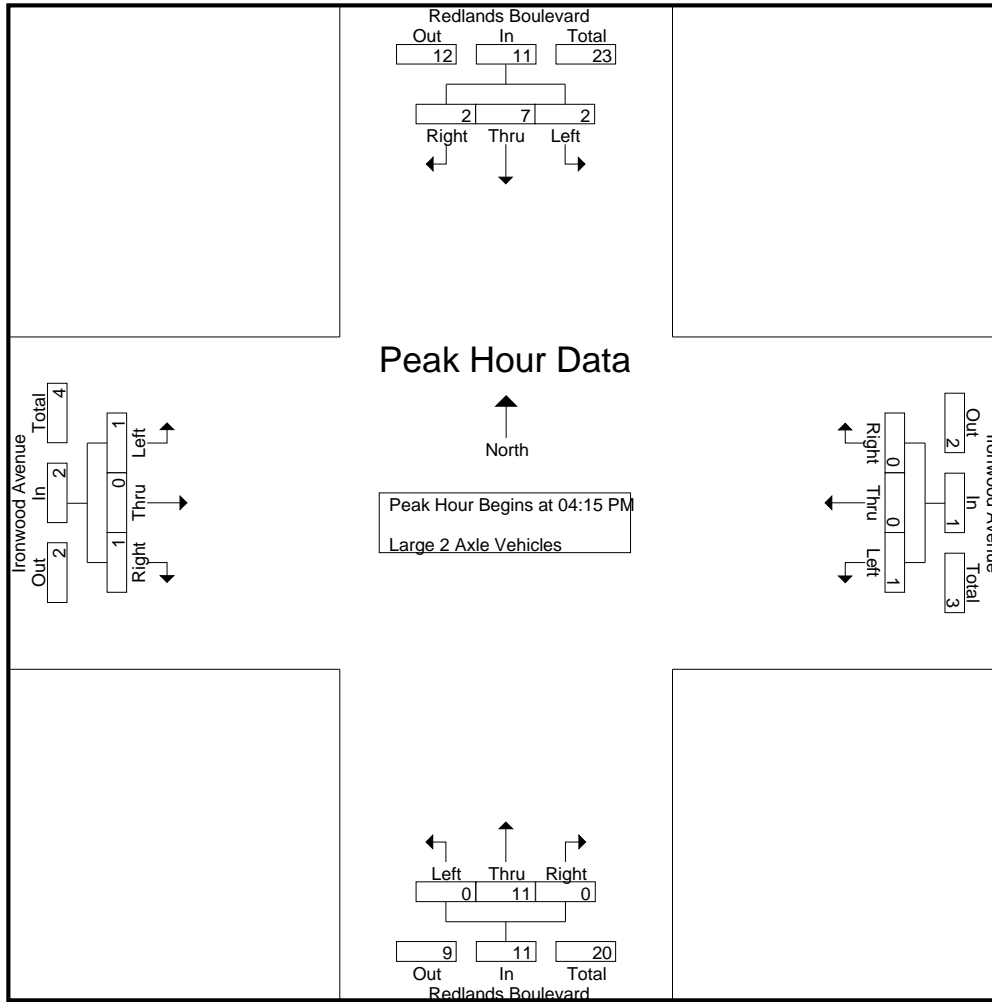 Redlands Boulevard
Out In Total
12 11 23
2 7 2
Right Thru Left
Peak Hour Data
North
Peak Hour Begins at 04:15 PM
Large 2 Axle Vehicles
Ironwood Avenue
Out In Total
2 2 4
Left Thru Right
1 0 1
Ironwood Avenue
Out In Total
2 1 3
Right Thru Left
0 0 1
Left Thru Right
0 11 0
9 11 20
Out In Total
Redlands Boulevard